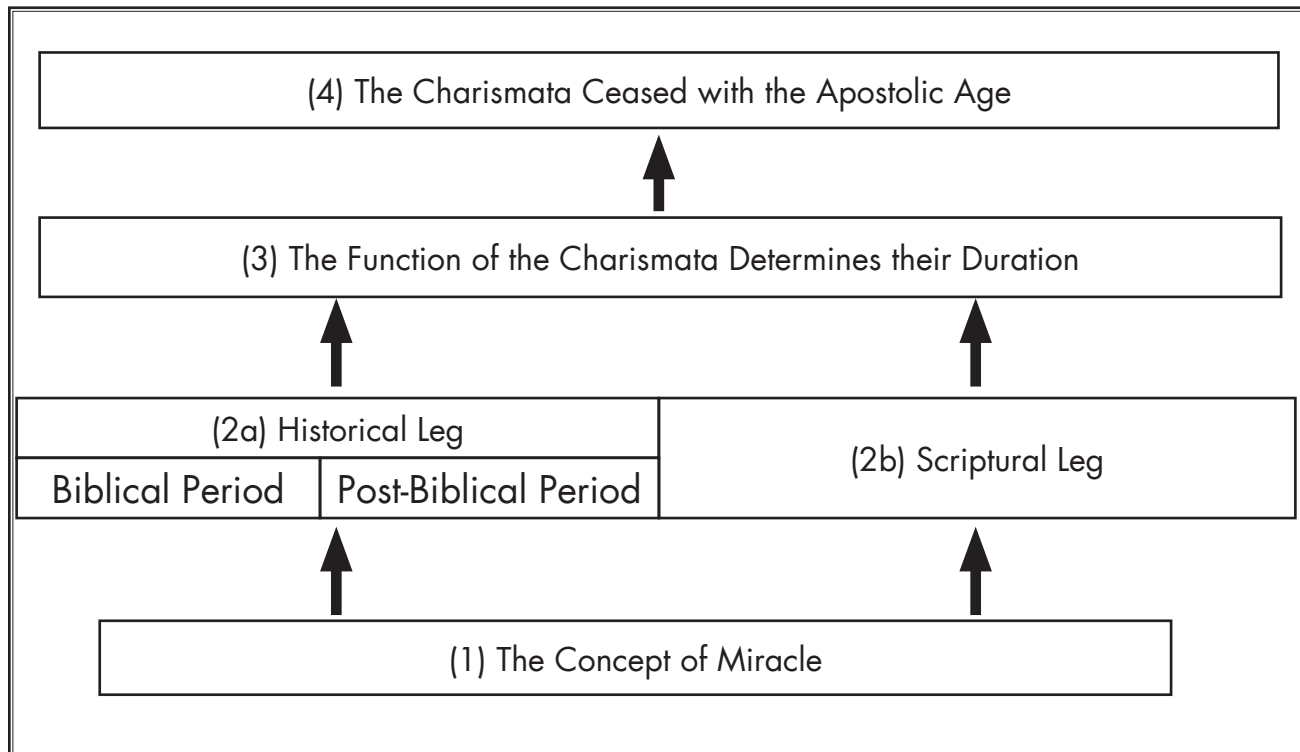 (4) The Charismata Ceased with the Apostolic Age
(3) The Function of the Charismata Determines their Duration
(2a) Historical Leg
Biblical Period
Post-Biblical Period
(2b) Scriptural Leg
(1) The Concept of Miracle